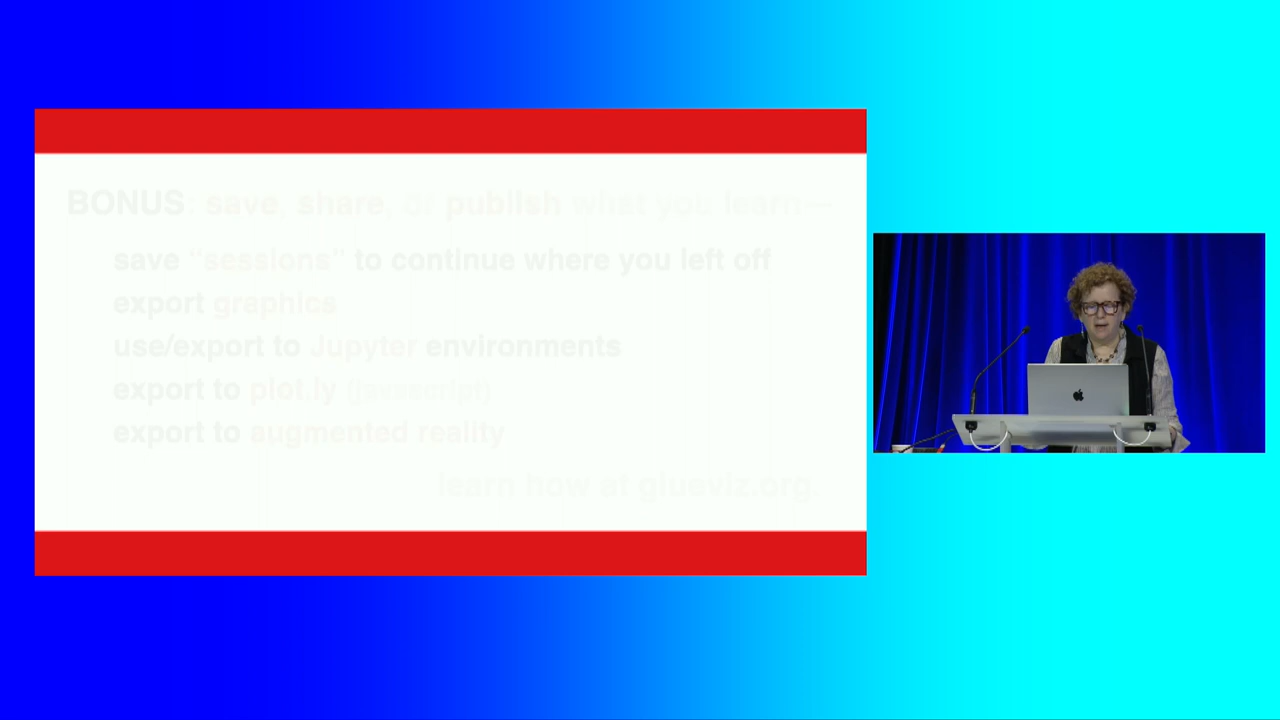 BONUS: save, share, or publish what you learn—
save "sessions" to continue where you left off
export graphics
use/export to Jupyter environments
export to plot.ly (javascript)
export to augmented reality
learn how at glueviz.org.